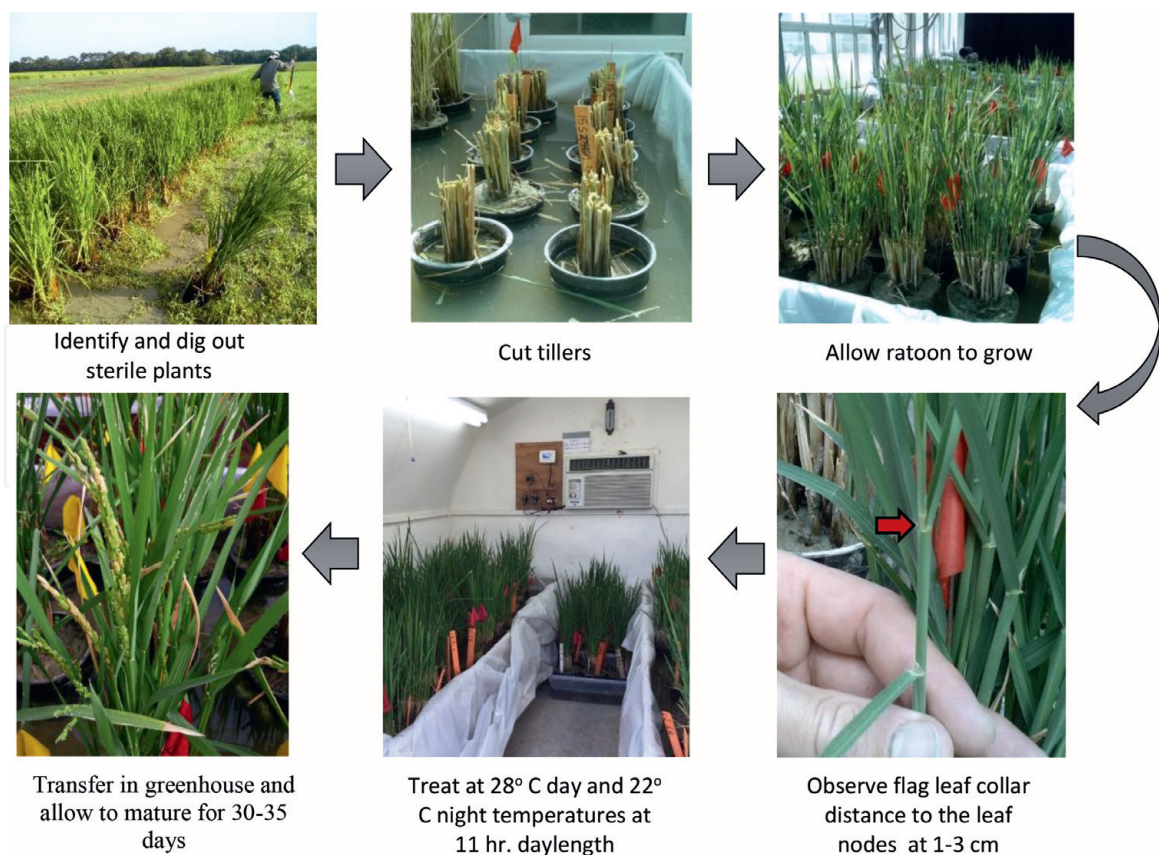 Identify and dig out
sterile plants
Cut tillers
Allow ratoon to grow
Observe flag leaf collar
distance to the leaf
nodes at 1-3 cm
Treat at 28° C day and 22°
C night temperatures at
11 hr. daylength
Transfer in greenhouse and
allow to mature for 30-35
days